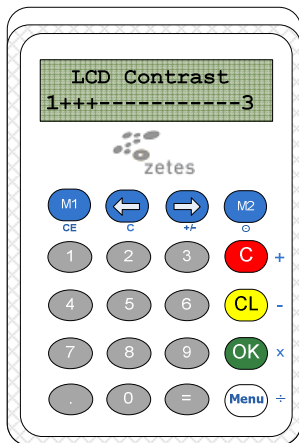 LCD Contrast
1+++-----------3
zetes
M1 M2
CE C +/- ⊙
1 2 3 C +
4 5 6 CL -
7 8 9 OK x
. 0 = Menu ÷